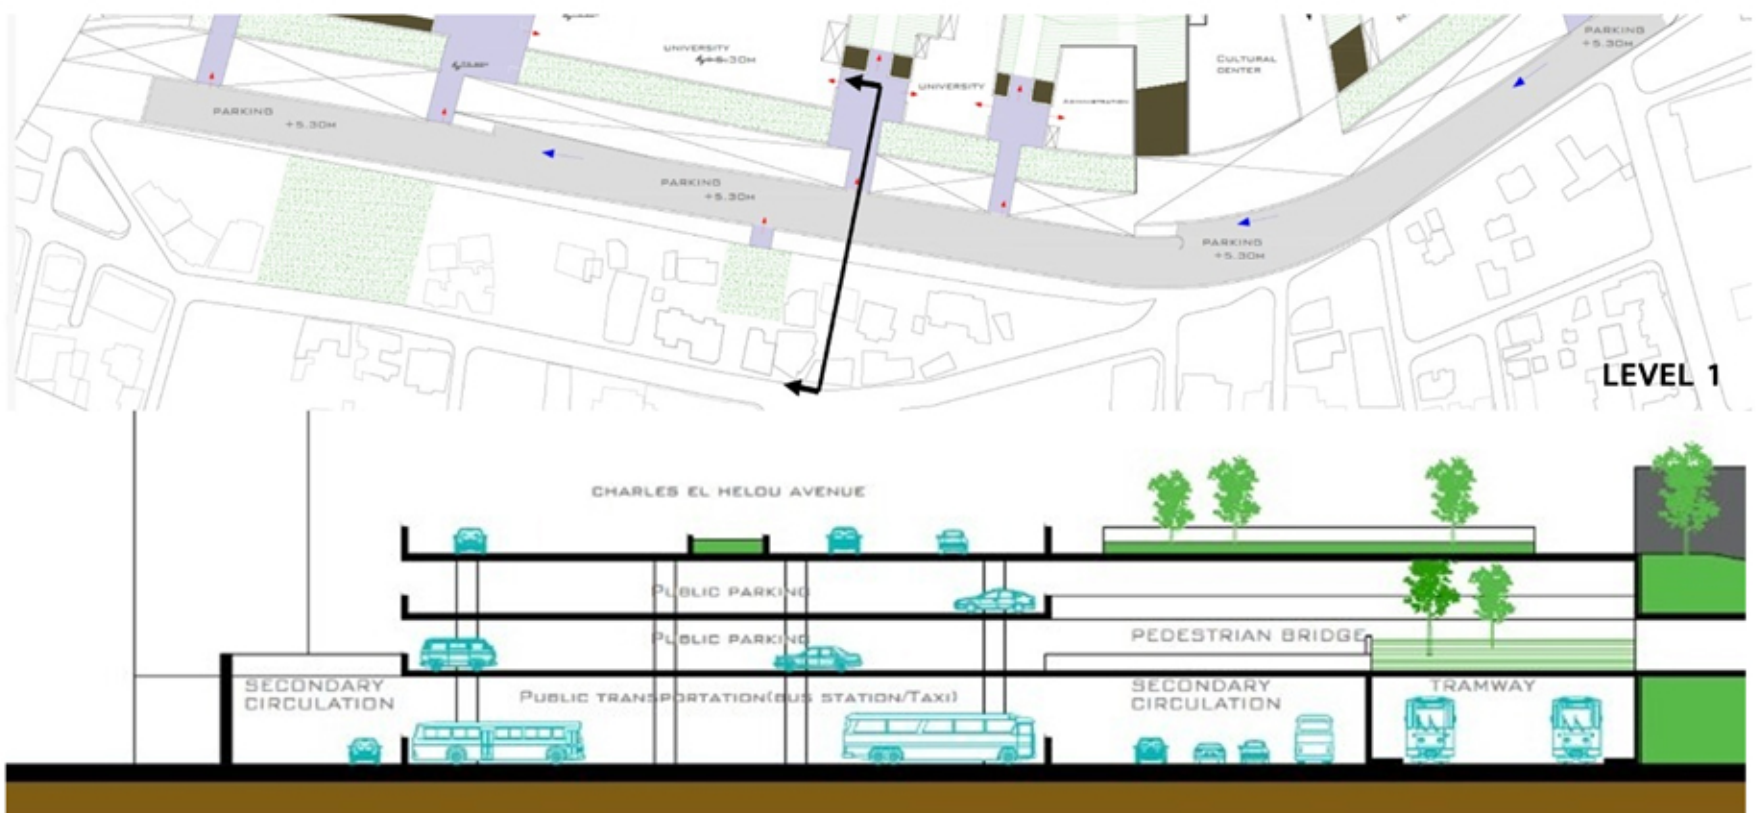 PARKING
+5.30M
UNIVERSITY
UNIVERSITY
ADMINISTRATION
CULTURAL
CENTER
PARKING
+5.30M
PARKING
+5.30M
PARKING
+5.30M
LEVEL 1
CHARLES EL HELOU AVENUE
PUBLIC PARKING
PUBLIC PARKING
PEDESTRIAN BRIDGE
SECONDARY
CIRCULATION
PUBLIC TRANSPORTATION(BUS STATION/TAXI)
SECONDARY
CIRCULATION
TRAMWAY